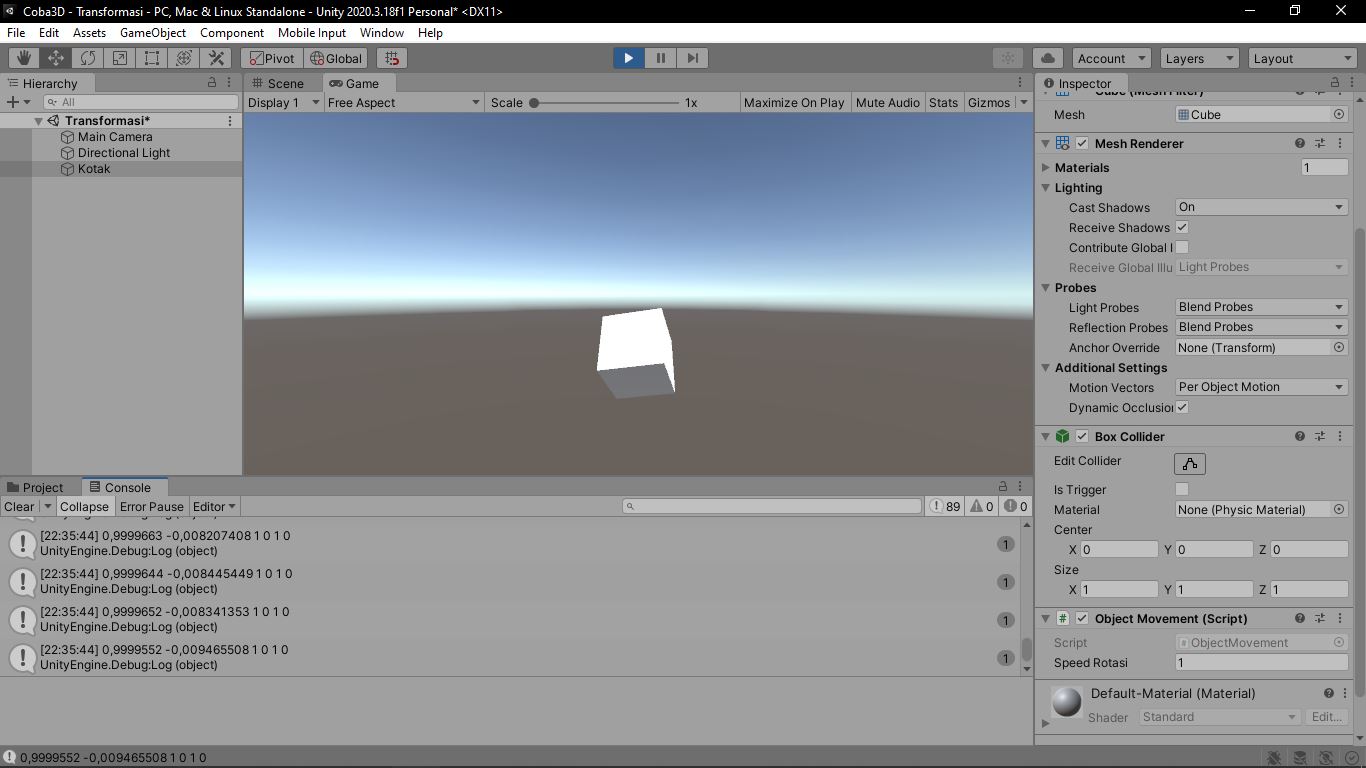 Coba3D - Transformasi - PC, Mac & Linux Standalone - Unity 2020.3.18f1 Personal* <DX11>
File Edit Assets GameObject Component Mobile Input Window Help
Pivot Global Account Layers Layout
Hierarchy
All
Transformasi*
Main Camera
Directional Light
Kotak
Scene Game
Display 1 Free Aspect Scale 1x Maximize On Play Mute Audio Stats Gizmos
Project Console
Clear Collapse Error Pause Editor 89 0 0
UnityEngine.Debug:Log (object)
[22:35:44] 0,9999663 -0,008207408 1 0 1 0
UnityEngine.Debug:Log (object)
1
[22:35:44] 0,9999644 -0,008445449 1 0 1 0
UnityEngine.Debug:Log (object)
1
[22:35:44] 0,9999652 -0,008341353 1 0 1 0
UnityEngine.Debug:Log (object)
1
[22:35:44] 0,9999552 -0,009465508 1 0 1 0
UnityEngine.Debug:Log (object)
1
Inspector
Cube (Mesh Filter)
Mesh Cube
Mesh Renderer
Materials 1
Lighting
Cast Shadows On
Receive Shadows
Contribute Global I
Receive Global Illu Light Probes
Probes
Light Probes Blend Probes
Reflection Probes Blend Probes
Anchor Override None (Transform)
Additional Settings
Motion Vectors Per Object Motion
Dynamic Occlusion
Box Collider
Edit Collider
Is Trigger
Material None (Physic Material)
Center
X 0 Y 0 Z 0
Size
X 1 Y 1 Z 1
# Object Movement (Script)
Script # ObjectMovement
Speed Rotasi 1
Default-Material (Material)
Shader Standard Edit...
0,9999552 -0,009465508 1 0 1 0